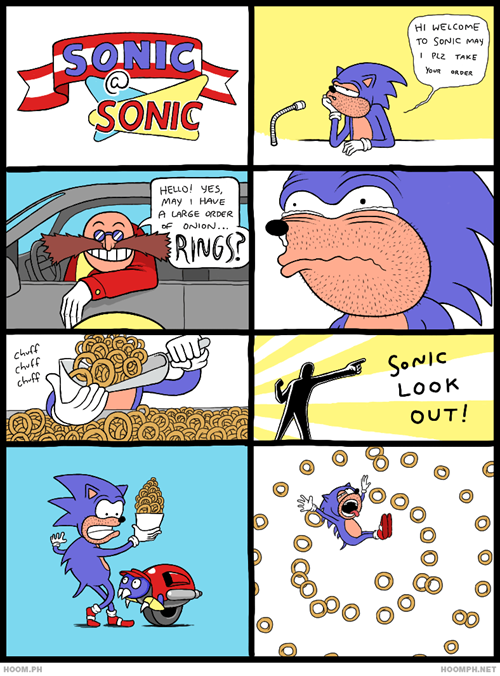 SONIC
@
SONIC
HI WELCOME
TO SONIC MAY
I PLZ TAKE
YOUR ORDER
HELLO! YES,
MAY I HAVE
A LARGE ORDER
OF ONION...
RINGS?
chuff
chuff
chuff
SONIC
LOOK
OUT!
HOOM.PH
HOOMPH.NET